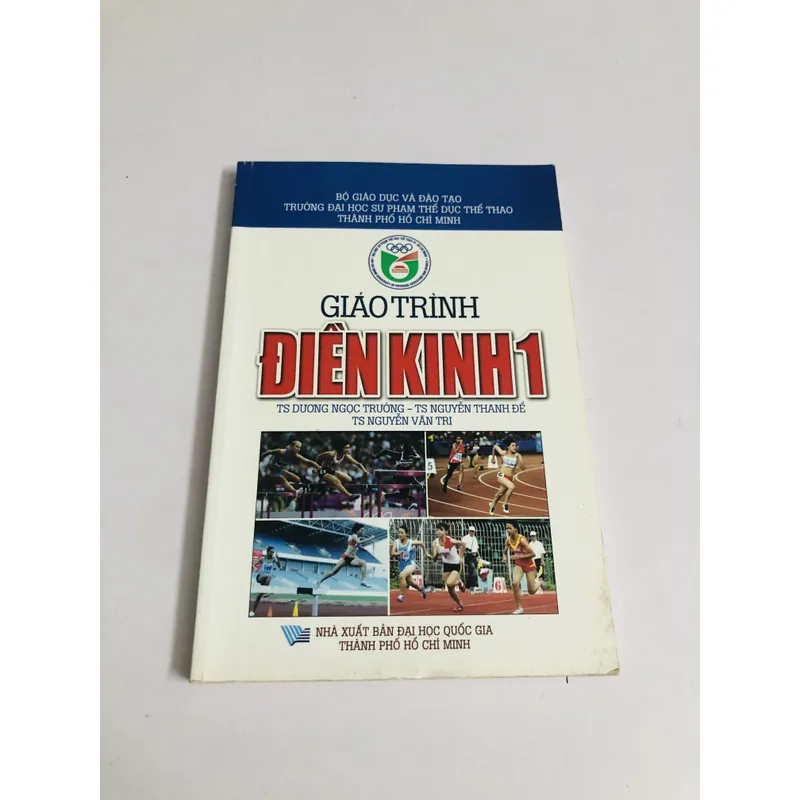 BỘ GIÁO DỤC VÀ ĐÀO TẠO
TRƯỜNG ĐẠI HỌC SƯ PHẠM THỂ DỤC THỂ THAO
THÀNH PHỐ HỒ CHÍ MINH
GIÁO TRÌNH
ĐIỀN KINH 1
TS DƯƠNG NGỌC TRƯỜNG – TS NGUYỄN THANH ĐỀ
TS NGUYỄN VĂN TRI
5
6
NHÀ XUẤT BẢN ĐẠI HỌC QUỐC GIA
THÀNH PHỐ HỒ CHÍ MINH